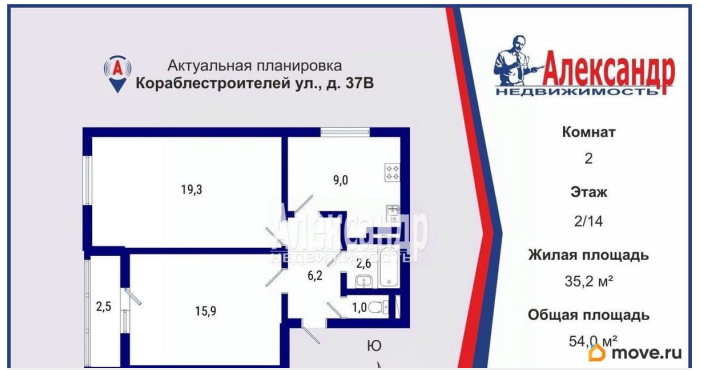 Актуальная планировка
Кораблестроителей ул., д. 37В
А
Александр
НЕДВИЖИМОСТЬ
Комнат
2
Этаж
2/14
Жилая площадь
35,2 м²
Общая площадь
54,0 м²
move.ru
19,3
9,0
Александр
НЕДВИЖИМОСТЬ
6,2
2,6
2,5
15,9
1,0
Ю